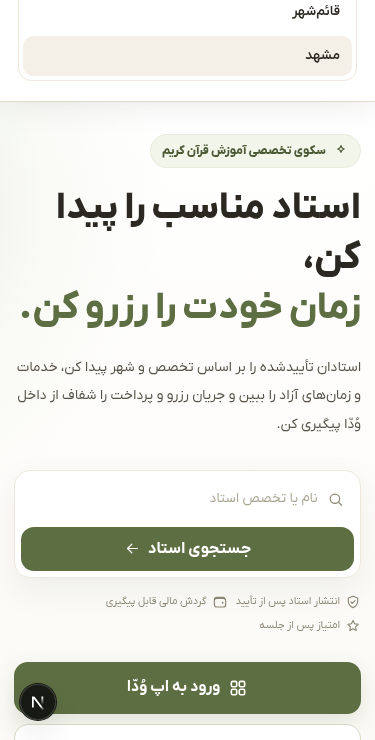 قائم‌شهر
مشهد
سکوی تخصصی آموزش قرآن کریم
استاد مناسب را پیدا
کن،
زمان خودت را رزرو کن.
استادان تأییدشده را بر اساس تخصص و شهر پیدا کن، خدمات
و زمان‌های آزاد را ببین و جریان رزرو و پرداخت را شفاف از داخل
وُدّا پیگیری کن.
نام یا تخصص استاد
جستجوی استاد ←
انتشار استاد پس از تأیید گردش مالی قابل پیگیری
امتیاز پس از جلسه
ورود به اپ وُدّا
N